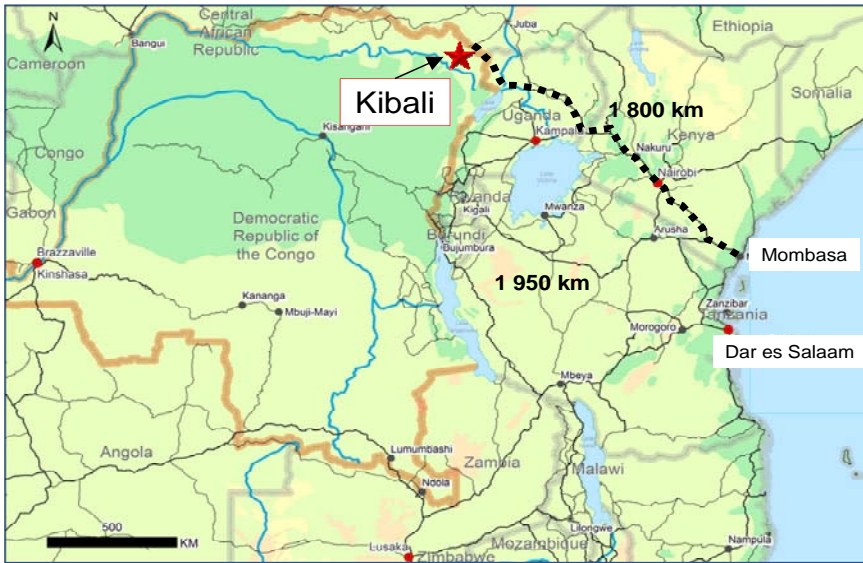 Central
African
Republic
Juba
Ethiopia
N
Bangui
Cameroon
Kibali
Somalia
1 800 km
Uganda
Kenya
Kisangani
Kampala
Congo
Nakuru
Nairobi
Gabon
Rwanda
Kigali
Mwanza
Democratic
Republic of
the Congo
Burundi
Bujumbura
Arusha
Brazzaville
Kinshasa
Mombasa
1 950 km
Kananga
Mbuji-Mayi
Zanzibar
Tanzania
Morogoro
Dar es Salaam
Mbeya
Angola
Lumumbashi
Zambia
Malawi
Ndola
500
KM
Lilongwe
Lusaka
Mozambique
Nampula
Zimbabwe